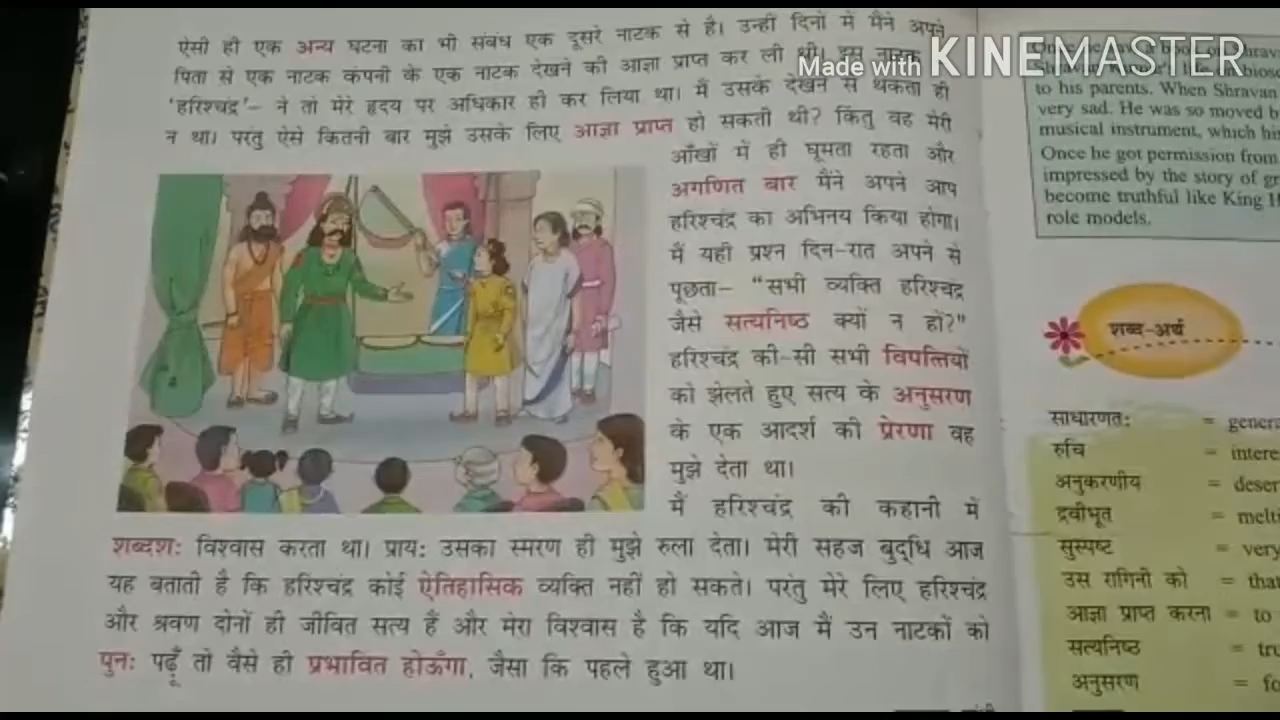 ऐसी ही एक अन्य घटना का भी संबंध एक दूसरे नाटक से है। उन्हीं दिनों में मैंने अपने
पिता से एक नाटक कंपनी के एक नाटक देखने की आज्ञा प्राप्त कर ली थी। इस नाटक
'हरिश्चंद्र'- ने तो मेरे हृदय पर अधिकार ही कर लिया था। मैं उसके देखने से थकता ही
न था। परंतु ऐसे कितनी बार मुझे उसके लिए आज्ञा प्राप्त हो सकती थी? किंतु वह मेरी
आँखों में ही घूमता रहता और
अगणित बार मैंने अपने आप
हरिश्चंद्र का अभिनय किया होगा।
मैं यही प्रश्न दिन-रात अपने से
पूछता- "सभी व्यक्ति हरिश्चंद्र
जैसे सत्यनिष्ठ क्यों न हों?"
हरिश्चंद्र की-सी सभी विपत्तियों
को झेलते हुए सत्य के अनुसरण
के एक आदर्श की प्रेरणा वह
मुझे देता था।
मैं हरिश्चंद्र की कहानी में
शब्दशः विश्वास करता था। प्रायः उसका स्मरण ही मुझे रुला देता। मेरी सहज बुद्धि आज
यह बताती है कि हरिश्चंद्र कोई ऐतिहासिक व्यक्ति नहीं हो सकते। परंतु मेरे लिए हरिश्चंद्र
और श्रवण दोनों ही जीवित सत्य हैं और मेरा विश्वास है कि यदि आज मैं उन नाटकों को
पुनः पढ़ूँ तो वैसे ही प्रभावित होऊँगा, जैसा कि पहले हुआ था।
Made with KINEMASTER
to his parents. When Shravan
very sad. He was so moved b
musical instrument, which hi
Once he got permission from
impressed by the story of gr
become truthful like King H
role models.
शब्द-अर्थ
साधारणतः = genera
रुचि = intere
अनुकरणीय = deser
द्रवीभूत = melti
सुस्पष्ट = very
उस रागिनी को = that
आज्ञा प्राप्त करना = to
सत्यनिष्ठ = tru
अनुसरण = fo